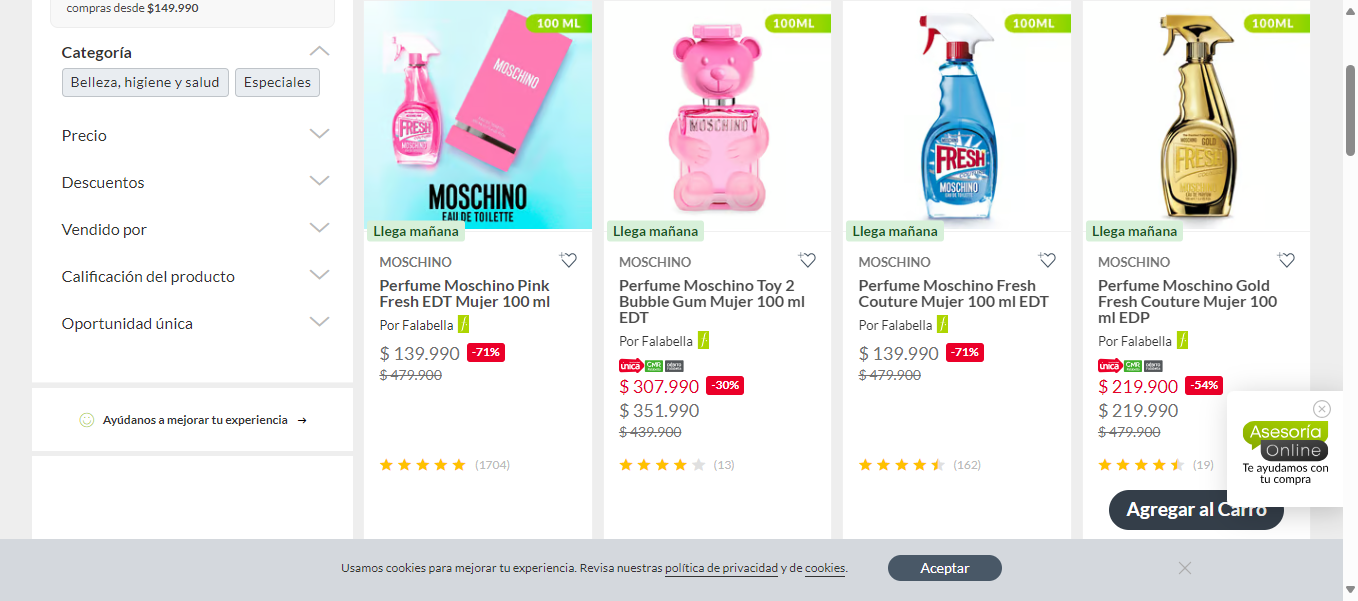 compras desde $149.990
Categoría
Belleza, higiene y salud
Especiales
Precio
Descuentos
Vendido por
Calificación del producto
Oportunidad única
Ayúdanos a mejorar tu experiencia →
100 ML
MOSCHINO
FRESH
MOSCHINO
MOSCHINO
EAU DE TOILETTE
Llega mañana
MOSCHINO
Perfume Moschino Pink
Fresh EDT Mujer 100 ml
Por Falabella
$ 139.990 -71%
$ 479.900
(1704)
100ML
MOSCHINO
Llega mañana
MOSCHINO
Perfume Moschino Toy 2
Bubble Gum Mujer 100 ml
EDT
Por Falabella
única CMR
$ 307.990 -30%
$ 351.990
$ 439.900
(13)
100ML
FRESH
MOSCHINO
Llega mañana
MOSCHINO
Perfume Moschino Fresh
Couture Mujer 100 ml EDT
Por Falabella
$ 139.990 -71%
$ 479.900
(162)
100ML
MOSCHINO GOLD
FRESH
MOSCHINO
Llega mañana
MOSCHINO
Perfume Moschino Gold
Fresh Couture Mujer 100
ml EDP
Por Falabella
única CMR
$ 219.900 -54%
$ 219.990
$ 479.900
(19)
Agregar al Carro
Asesoría
Online
Te ayudamos con
tu compra
Usamos cookies para mejorar tu experiencia. Revisa nuestras política de privacidad y de cookies.
Aceptar